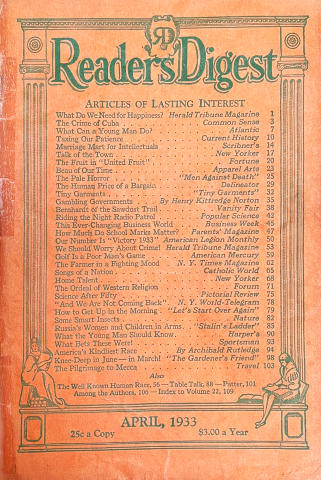 RD
Reader's Digest
ARTICLES OF LASTING INTEREST
What Do We Need for Happiness? Herald Tribune Magazine 1
The Crime of Cuba . . . Common Sense 3
What Can a Young Man Do? . . . Atlantic 7
Taxing Our Patience . . . Current History 10
Marriage Mart for Intellectuals . . . Scribner's 14
Talk of the Town . . . New Yorker 17
The Fruit in "United Fruit" . . . Fortune 20
Beau of Our Time . . . Apparel Arts 23
The Pale Horror . . . "Men Against Death" 25
The Human Price of a Bargain . . . Delineator 29
Tiny Garments . . . "Tiny Garments" 32
Gambling Governments . . . By Henry Kittredge Norton 35
Bernhardt of the Sawdust Trail . . . Vanity Fair 38
Riding the Night Radio Patrol . . . Popular Science 42
This Ever-Changing Business World . . . Business Week 45
How Much Do School Marks Matter? Parents' Magazine 47
Our Number Is "Victory 1933" American Legion Monthly 50
We Should Worry About Crime! Herald Tribune Magazine 53
Golf Is a Poor Man's Game . . . American Mercury 59
The Farmer in a Fighting Mood . . . N. Y. Times Magazine 62
Songs of a Nation . . . Catholic World 65
Home Talent . . . New Yorker 68
The Ordeal of Western Religion . . . Forum 71
Science After Fifty . . . Pictorial Review 75
"And We Are Not Coming Back" . . N. Y. World-Telegram 78
How to Get Up in the Morning . . "Let's Start Over Again" 79
Some Smart Insects . . . Nature 82
Russia's Women and Children in Arms. . "Stalin's Ladder" 85
What the Young Man Should Know. . . Harper's 90
What Bets These Were! . . . Sportsman 93
America's Kindliest Race . . . By Archibald Rutledge 94
Knee-Deep in June—in March! . . "The Gardener's Friend" 98
The Pilgrimage to Mecca . . . Travel 103
Also
The Well Known Human Race, 56 — Table Talk, 88 — Patter, 101
Among the Authors, 106 — Index to Volume 22, 109
APRIL, 1933
25c a Copy $3.00 a Year